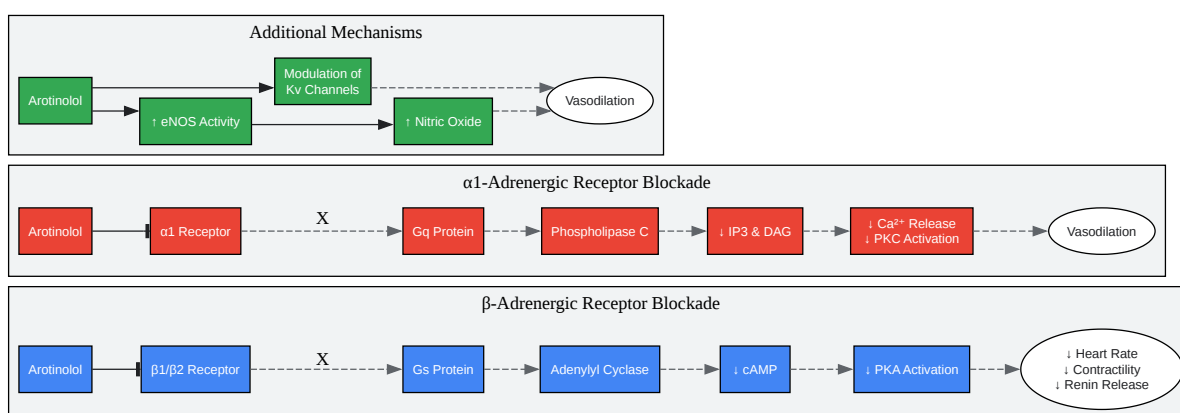 Additional Mechanisms
Arotinolol
Modulation of
Kv Channels
↑ eNOS Activity
↑ Nitric Oxide
Vasodilation
α1-Adrenergic Receptor Blockade
Arotinolol
α1 Receptor
X
Gq Protein
Phospholipase C
↓ IP3 & DAG
↓ Ca²⁺ Release
↓ PKC Activation
Vasodilation
β-Adrenergic Receptor Blockade
Arotinolol
β1/β2 Receptor
X
Gs Protein
Adenylyl Cyclase
↓ cAMP
↓ PKA Activation
↓ Heart Rate
↓ Contractility
↓ Renin Release